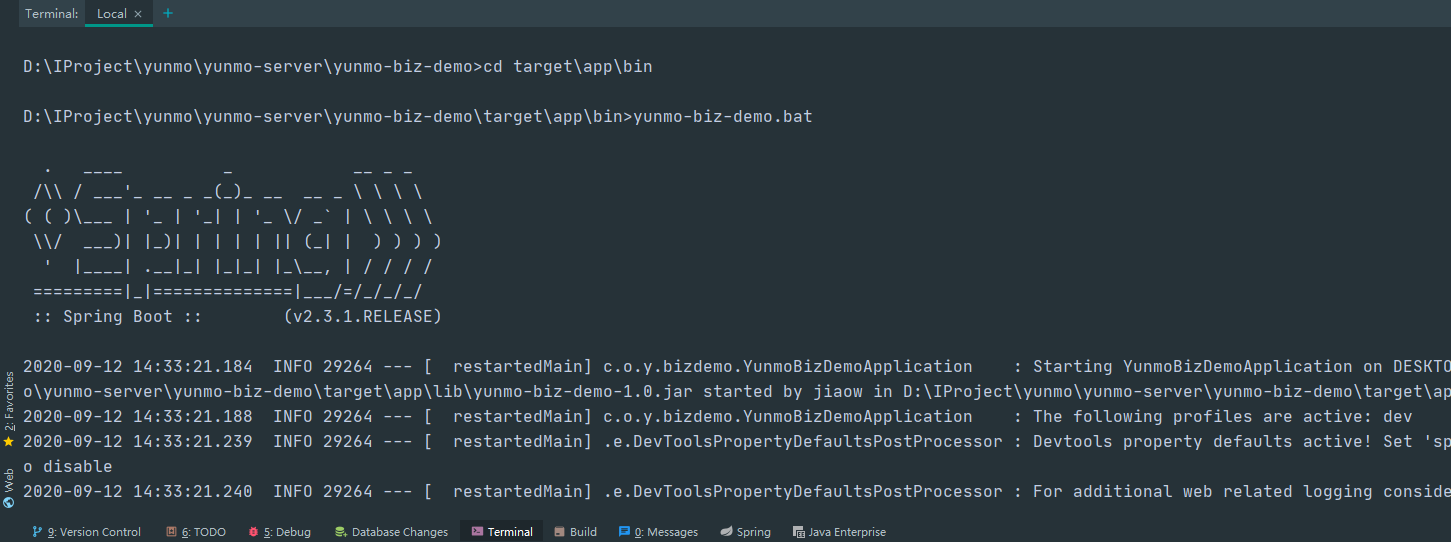 Terminal: Local × +
D:\IProject\yunmo\yunmo-server\yunmo-biz-demo>cd target\app\bin
D:\IProject\yunmo\yunmo-server\yunmo-biz-demo\target\app\bin>yunmo-biz-demo.bat
  .   ____          _            __ _ _
 /\\ / ___'_ __ _ _(_)_ __  __ _ \ \ \ \
( ( )\___ | '_ | '_| | '_ \/ _` | \ \ \ \
 \\/  ___)| |_)| | | | | || (_| |  ) ) ) )
  '  |____| .__|_| |_|_| |_\__, | / / / /
 =========|_|==============|___/=/_/_/_/
 :: Spring Boot ::        (v2.3.1.RELEASE)
2020-09-12 14:33:21.184  INFO 29264 --- [  restartedMain] c.o.y.bizdemo.YunmoBizDemoApplication    : Starting YunmoBizDemoApplication on DESKTO
o\yunmo-server\yunmo-biz-demo\target\app\lib\yunmo-biz-demo-1.0.jar started by jiaow in D:\IProject\yunmo\yunmo-server\yunmo-biz-demo\target\ap
2020-09-12 14:33:21.188  INFO 29264 --- [  restartedMain] c.o.y.bizdemo.YunmoBizDemoApplication    : The following profiles are active: dev
2020-09-12 14:33:21.239  INFO 29264 --- [  restartedMain] .e.DevToolsPropertyDefaultsPostProcessor : Devtools property defaults active! Set 'sp
o disable
2020-09-12 14:33:21.240  INFO 29264 --- [  restartedMain] .e.DevToolsPropertyDefaultsPostProcessor : For additional web related logging conside
2: Favorites
Web
9: Version Control 6: TODO 5: Debug Database Changes Terminal Build 0: Messages Spring Java Enterprise